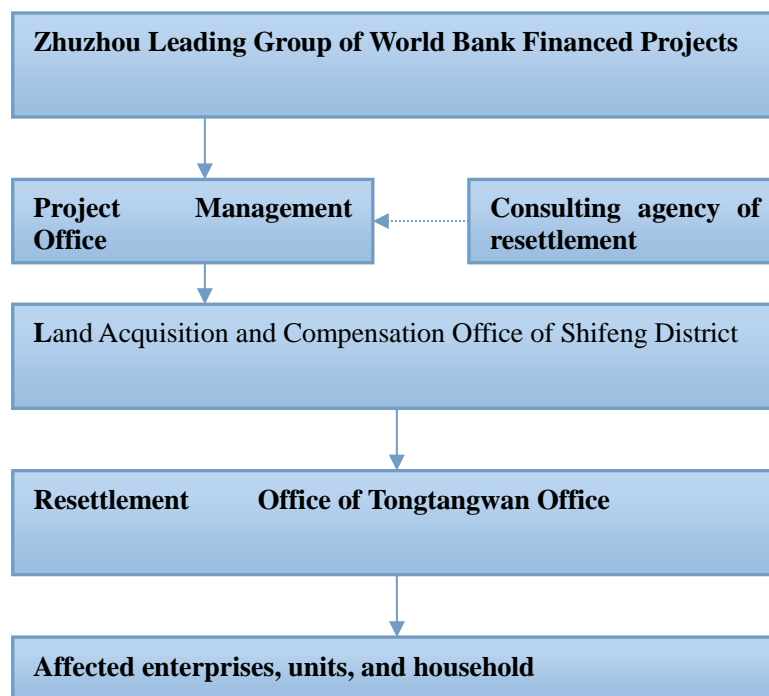 Zhuzhou Leading Group of World Bank Financed Projects
Project Management
Office
Consulting agency of
resettlement
Land Acquisition and Compensation Office of Shifeng District
Resettlement Office of Tongtangwan Office
Affected enterprises, units, and household